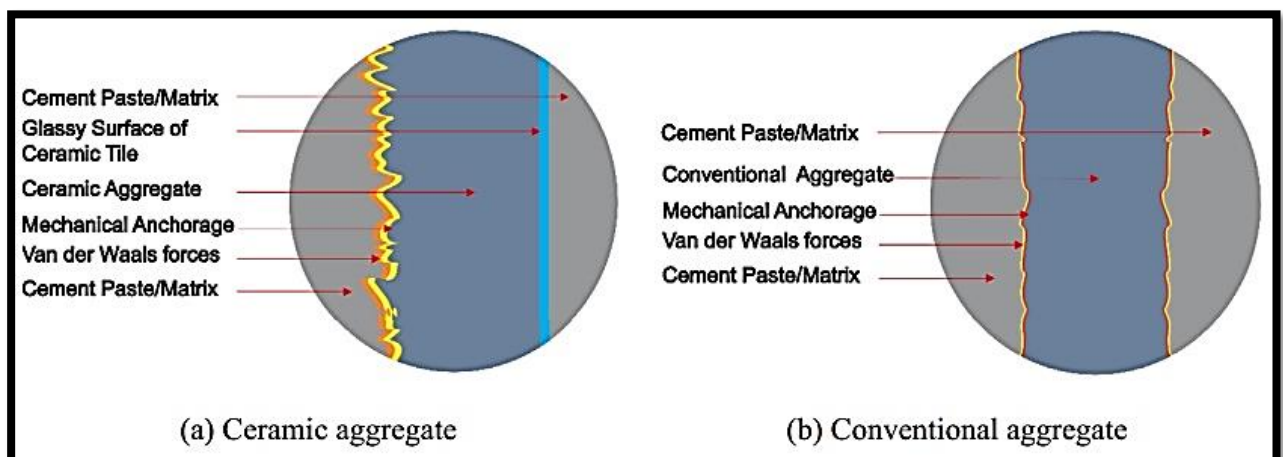 Cement Paste/Matrix
Glassy Surface of
Ceramic Tile
Ceramic Aggregate
Mechanical Anchorage
Van der Waals forces
Cement Paste/Matrix
(a) Ceramic aggregate
Cement Paste/Matrix
Conventional Aggregate
Mechanical Anchorage
Van der Waals forces
Cement Paste/Matrix
(b) Conventional aggregate